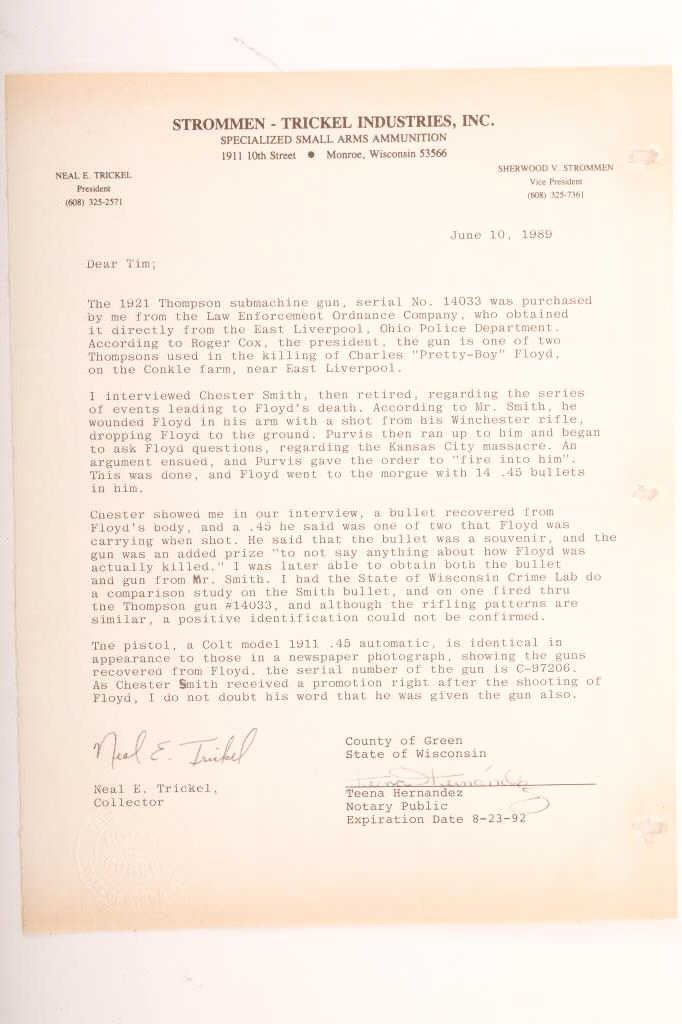 STROMMEN - TRICKEL INDUSTRIES, INC.
SPECIALIZED SMALL ARMS AMMUNITION
1911 10th Street ● Monroe, Wisconsin 53566
NEAL E. TRICKEL
President
(608) 325-2571
SHERWOOD V. STROMMEN
Vice President
(608) 325-7361
June 10, 1989
Dear Tim;
The 1921 Thompson submachine gun, serial No. 14033 was purchased
by me from the Law Enforcement Ordnance Company, who obtained
it directly from the East Liverpool, Ohio Police Department.
According to Roger Cox, the president, the gun is one of two
Thompsons used in the killing of Charles "Pretty-Boy" Floyd,
on the Conkle farm, near East Liverpool.
I interviewed Chester Smith, then retired, regarding the series
of events leading to Floyd's death. According to Mr. Smith, he
wounded Floyd in his arm with a shot from his Winchester rifle,
dropping Floyd to the ground. Purvis then ran up to him and began
to ask Floyd questions, regarding the Kansas City massacre. An
argument ensued, and Purvis gave the order to "fire into him".
This was done, and Floyd went to the morgue with 14 .45 bullets
in him.
Chester showed me in our interview, a bullet recovered from
Floyd's body, and a .45 he said was one of two that Floyd was
carrying when shot. He said that the bullet was a souvenir, and the
gun was an added prize "to not say anything about how Floyd was
actually killed." I was later able to obtain both the bullet
and gun from Mr. Smith. I had the State of Wisconsin Crime Lab do
a comparison study on the Smith bullet, and on one fired thru
the Thompson gun #14033, and although the rifling patterns are
similar, a positive identification could not be confirmed.
The pistol, a Colt model 1911 .45 automatic, is identical in
appearance to those in a newspaper photograph, showing the guns
recovered from Floyd. the serial number of the gun is C-97206.
As Chester Smith received a promotion right after the shooting of
Floyd, I do not doubt his word that he was given the gun also.
Neal E. Trickel
Neal E. Trickel,
Collector
County of Green
State of Wisconsin
Teena Hernandez
Teena Hernandez
Notary Public
Expiration Date 8-23-92